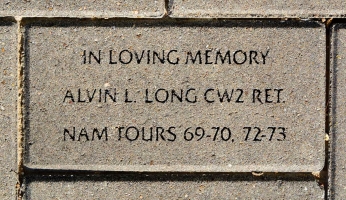 IN LOVING MEMORY
ALVIN L. LONG CW2 RET.
NAM TOURS 69-70, 72-73